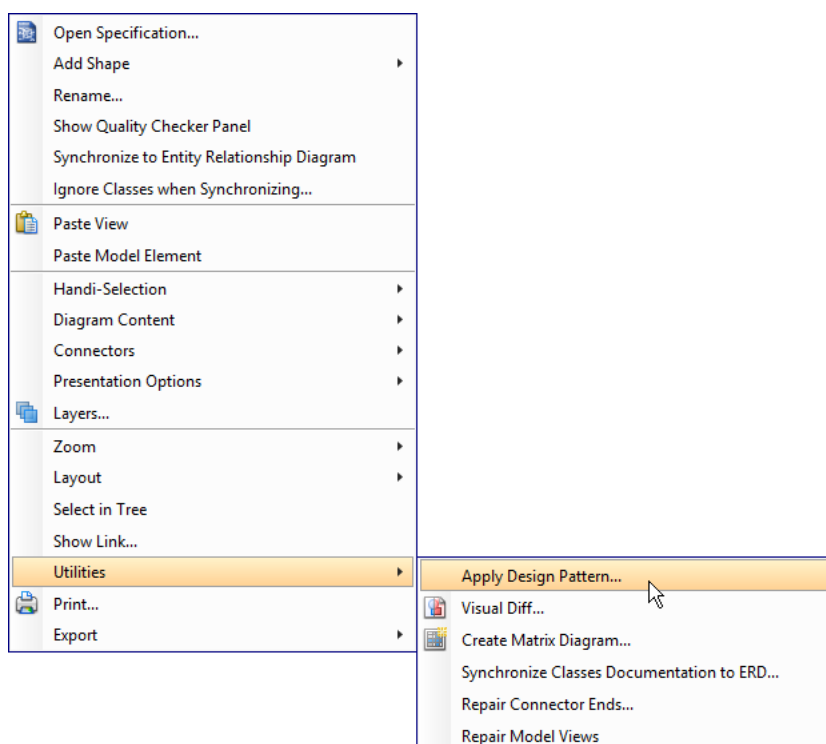 Open Specification...
Add Shape
Rename...
Show Quality Checker Panel
Synchronize to Entity Relationship Diagram
Ignore Classes when Synchronizing...
Paste View
Paste Model Element
Handi-Selection
Diagram Content
Connectors
Presentation Options
Layers...
Zoom
Layout
Select in Tree
Show Link...
Utilities
Print...
Export
Apply Design Pattern...
Visual Diff...
Create Matrix Diagram...
Synchronize Classes Documentation to ERD...
Repair Connector Ends...
Repair Model Views